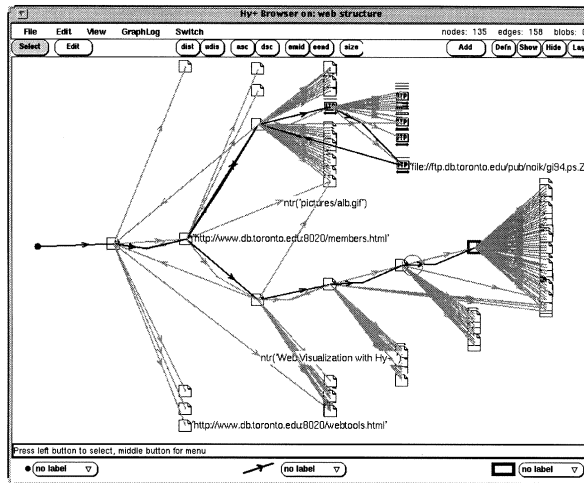 Hy+ Browser on: web structure
File Edit View GraphLog Switch
nodes: 135 edges: 158 blobs:
Select Edit dist udis asc dsc emid eead size Add Defn Show Hide Lay
'file://ftp.db.toronto.edu/pub/noik/gi94.ps.Z
ntr('pictures/alb.gif')
'http://www.db.toronto.edu:8020/members.html'
ntr('Web Visualization with Hy+ ')
'http://www.db.toronto.edu:8020/webtools.html'
Press left button to select, middle button for menu
no label no label no label